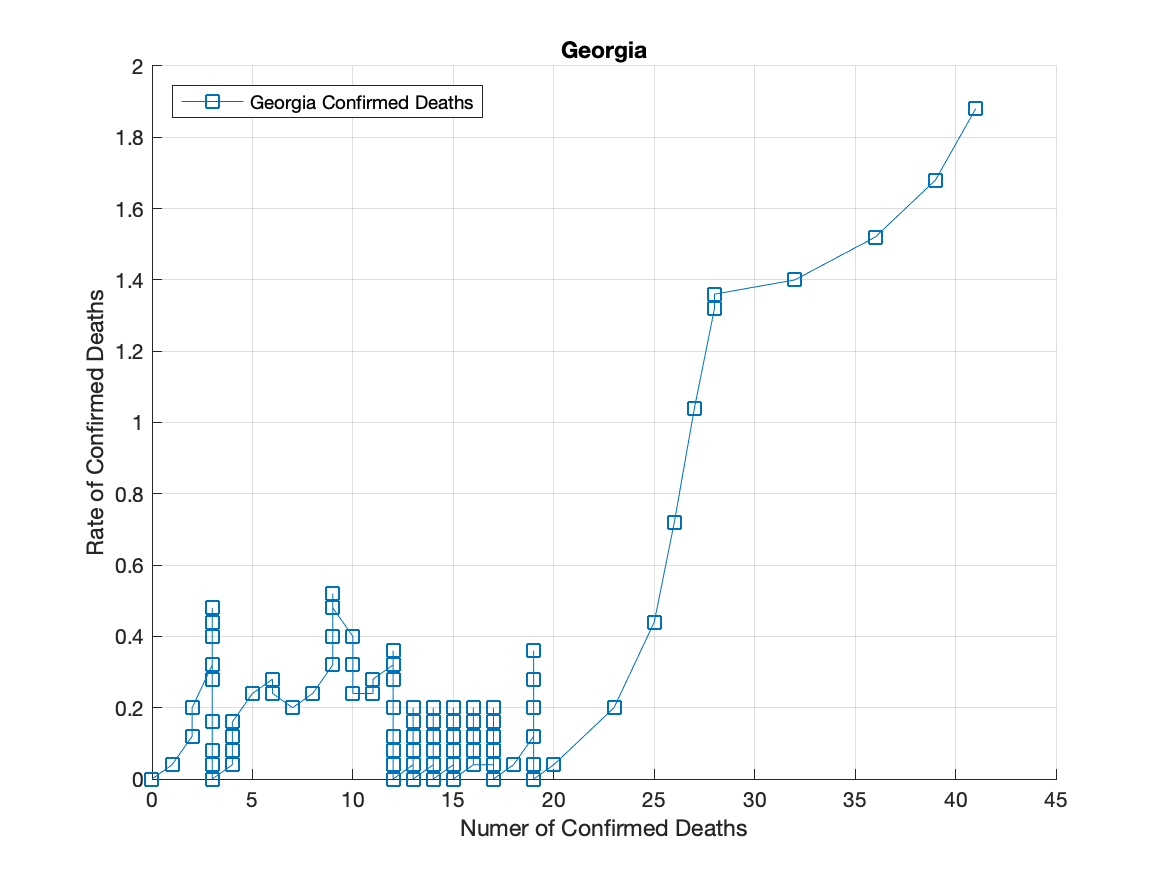 Georgia
Georgia Confirmed Deaths
2
1.8
1.6
1.4
1.2
1
0.8
0.6
0.4
0.2
0
Rate of Confirmed Deaths
0 5 10 15 20 25 30 35 40 45
Numer of Confirmed Deaths